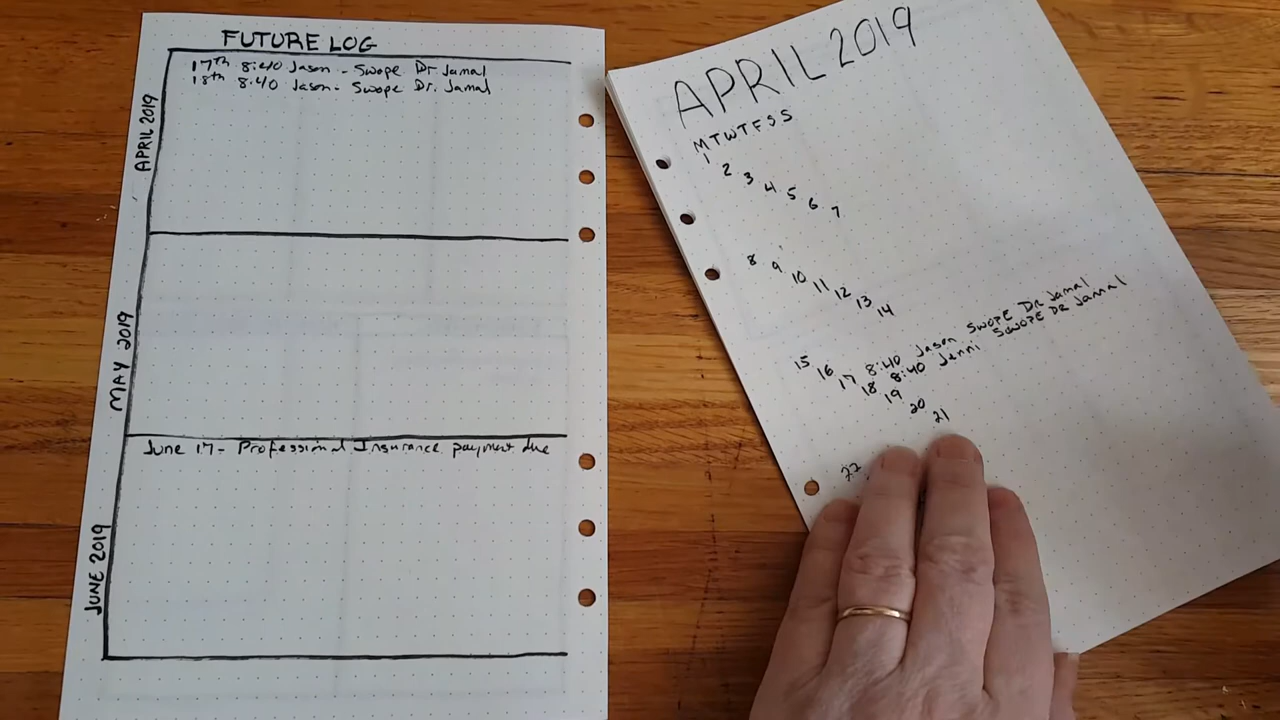 FUTURE LOG
APRIL 2019
17th 8:40 Jason - Swope Dr. Jamal
18th 8:40 Jason - Swope Dr. Jamal
MAY 2019
JUNE 2019
June 17 - Professional Insurance payment due
APRIL 2019
M T W T F S S
1
2
3
4
5
6
7
8
9
10
11
12
13
14
15
16
17 8:40 Jason SWOPE DR Jamal
18 8:40 Jenni SWOPE DR Jamal
19
20
21
22